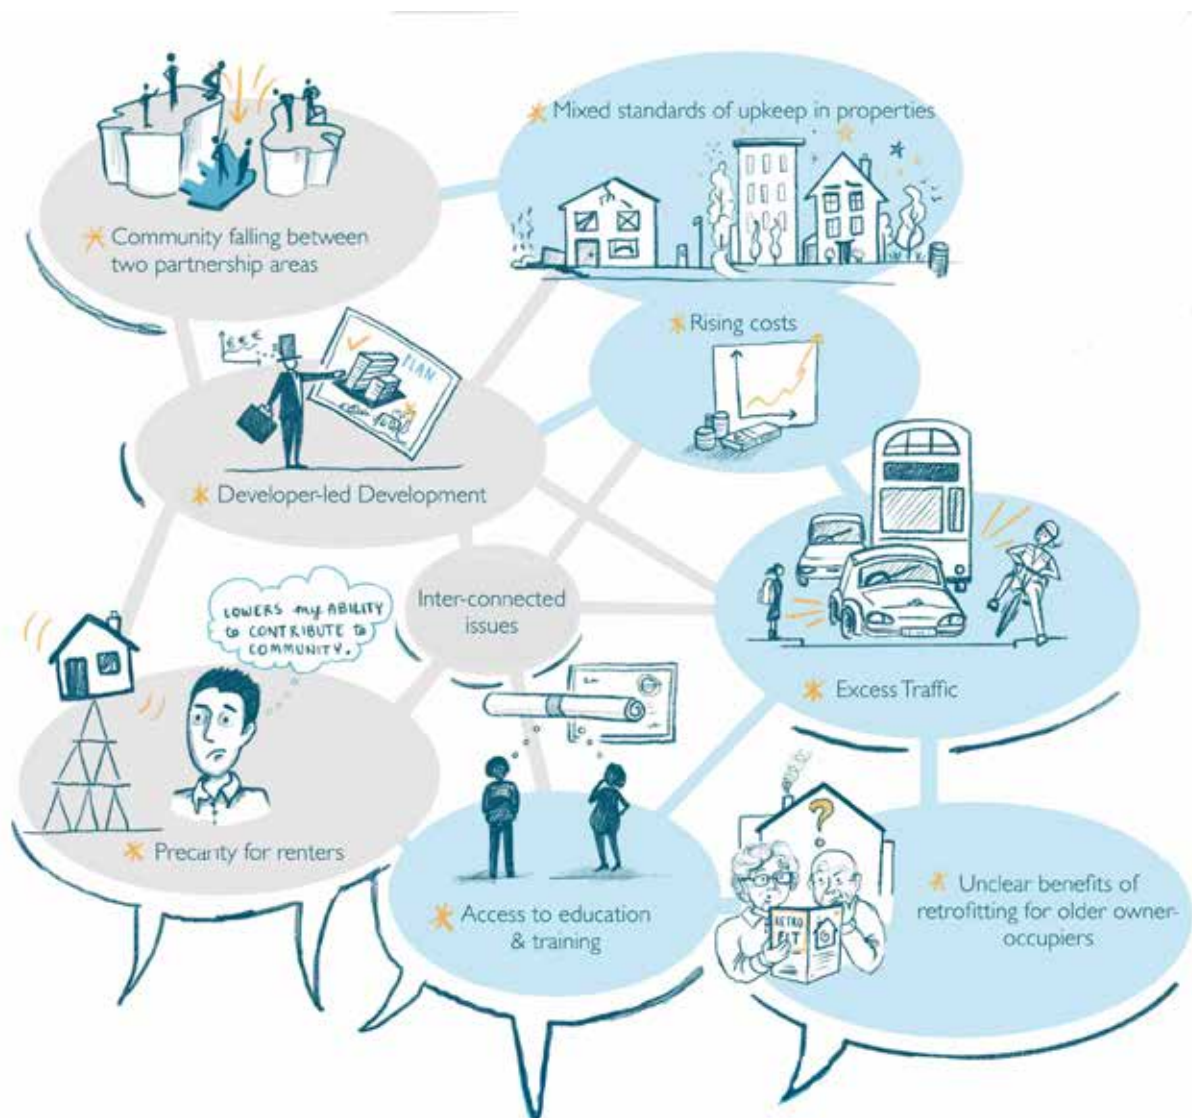 Mixed standards of upkeep in properties
Community falling between
two partnership areas
Rising costs
€ € €
PLAN
Developer-led Development
Inter-connected
issues
LOWERS my ABILITY
to CONTRIBUTE to
COMMUNITY.
Excess Traffic
Precarity for renters
?
RETRO
FIT
Access to education
& training
Unclear benefits of
retrofitting for older owner-
occupiers